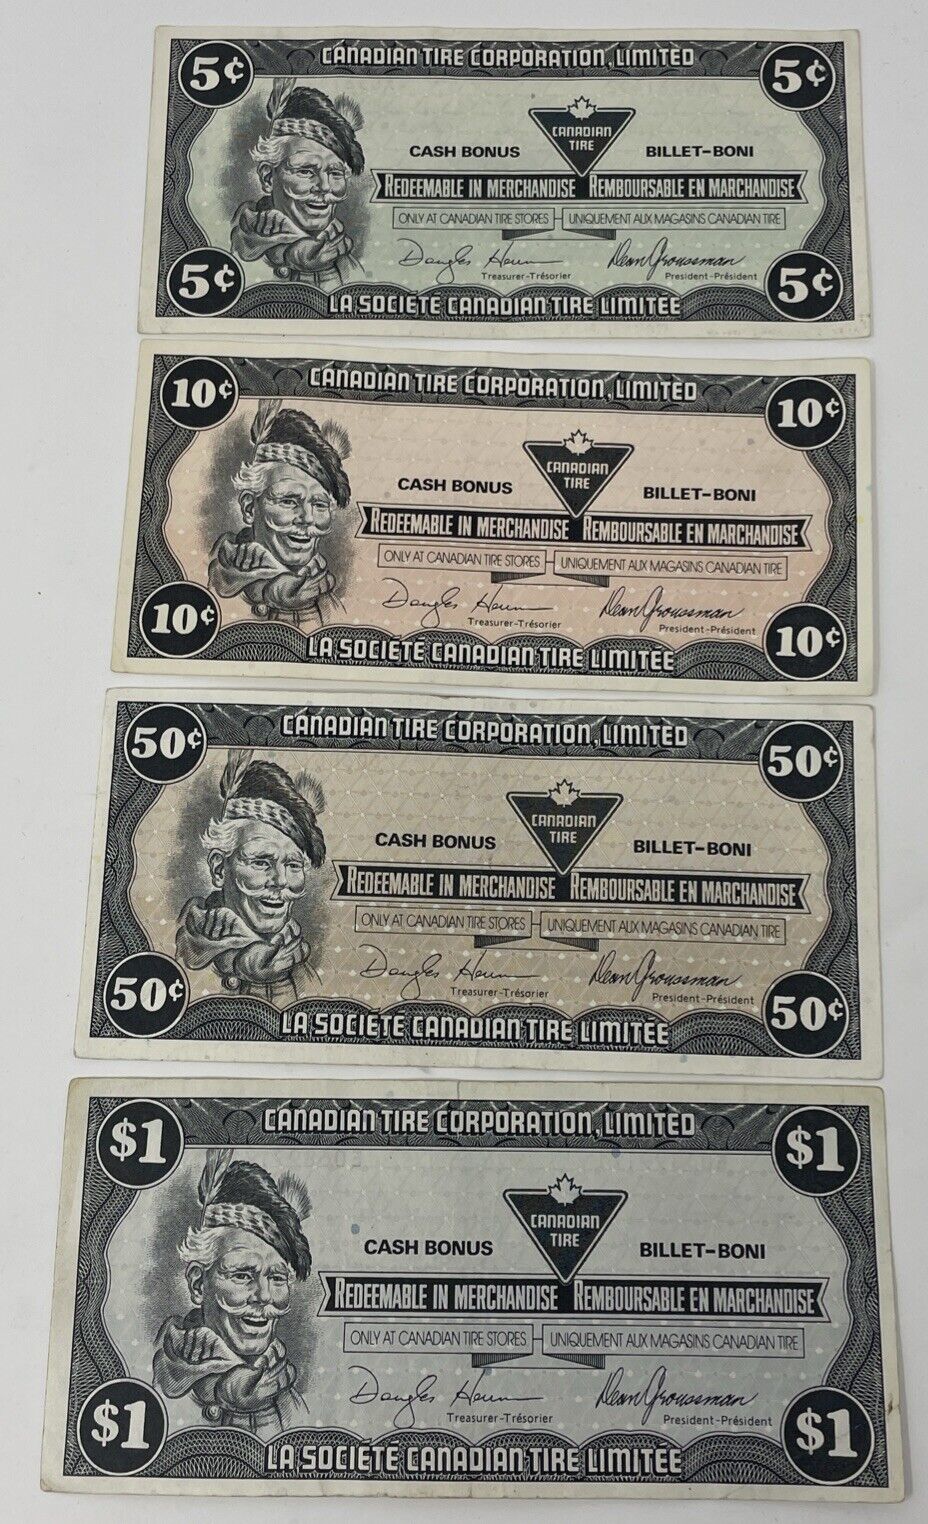 5¢ CANADIAN TIRE CORPORATION, LIMITED 5¢
CANADIAN
TIRE
CASH BONUS BILLET-BONI
REDEEMABLE IN MERCHANDISE REMBOURSABLE EN MARCHANDISE
ONLY AT CANADIAN TIRE STORES UNIQUEMENT AUX MAGASINS CANADIAN TIRE
Dean Groussman
Treasurer-Trésorier President-Président
5¢ LA SOCIÉTÉ CANADIAN TIRE LIMITÉE 5¢
10¢ CANADIAN TIRE CORPORATION, LIMITED 10¢
CANADIAN
TIRE
CASH BONUS BILLET-BONI
REDEEMABLE IN MERCHANDISE REMBOURSABLE EN MARCHANDISE
ONLY AT CANADIAN TIRE STORES UNIQUEMENT AUX MAGASINS CANADIAN TIRE
Dean Groussman
Treasurer-Trésorier President-Président
10¢ LA SOCIÉTÉ CANADIAN TIRE LIMITÉE 10¢
50¢ CANADIAN TIRE CORPORATION, LIMITED 50¢
CANADIAN
TIRE
CASH BONUS BILLET-BONI
REDEEMABLE IN MERCHANDISE REMBOURSABLE EN MARCHANDISE
ONLY AT CANADIAN TIRE STORES UNIQUEMENT AUX MAGASINS CANADIAN TIRE
Dean Groussman
Treasurer-Trésorier President-Président
50¢ LA SOCIÉTÉ CANADIAN TIRE LIMITÉE 50¢
$1 CANADIAN TIRE CORPORATION, LIMITED $1
CANADIAN
TIRE
CASH BONUS BILLET-BONI
REDEEMABLE IN MERCHANDISE REMBOURSABLE EN MARCHANDISE
ONLY AT CANADIAN TIRE STORES UNIQUEMENT AUX MAGASINS CANADIAN TIRE
Dean Groussman
Treasurer-Trésorier President-Président
$1 LA SOCIÉTÉ CANADIAN TIRE LIMITÉE $1